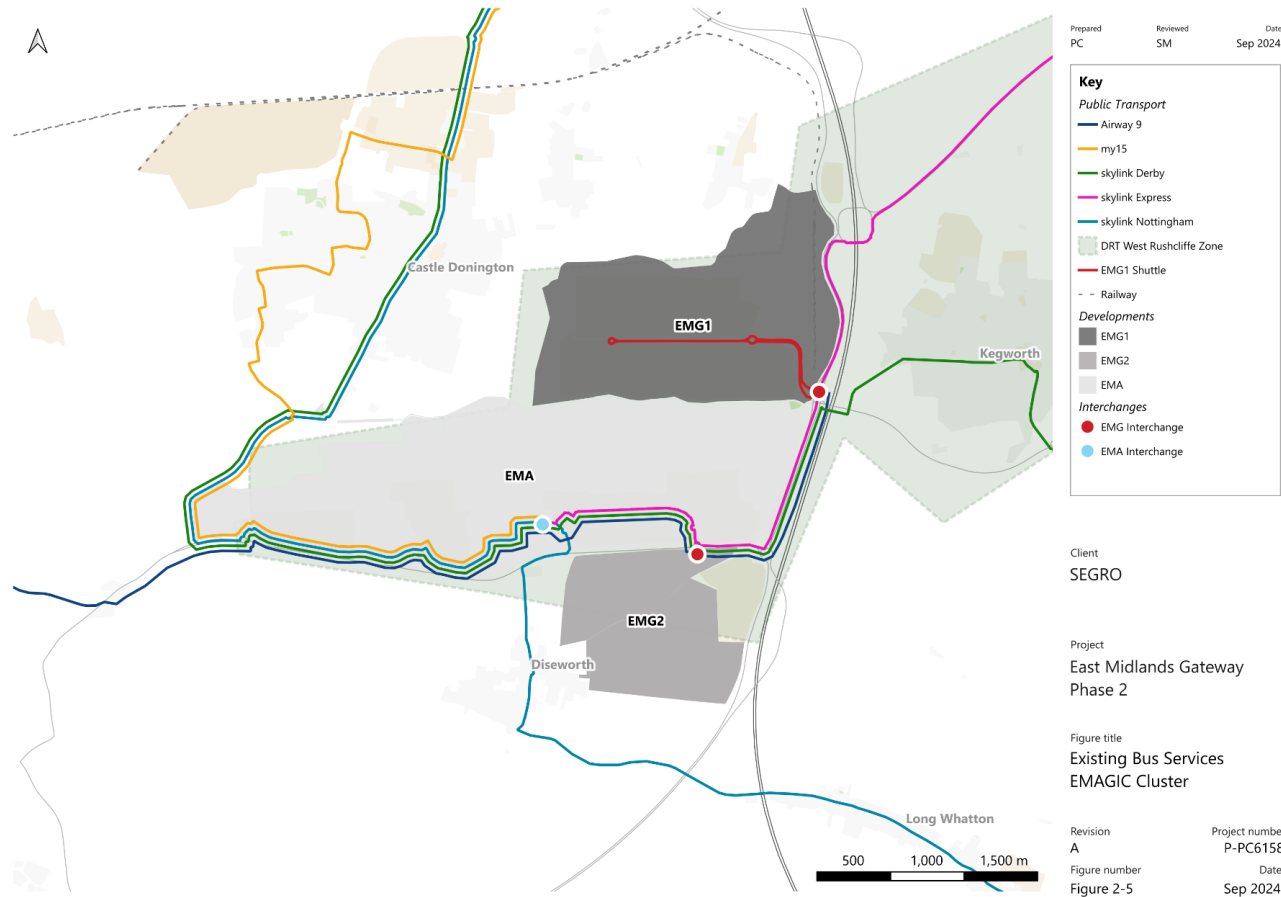 Castle Donington
EMG1
Kegworth
EMA
EMG2
Diseworth
Long Whatton
500 1,000 1,500 m
Prepared Reviewed Date
PC SM Sep 2024
Key
Public Transport
Airway 9
my15
skylink Derby
skylink Express
skylink Nottingham
DRT West Rushcliffe Zone
EMG1 Shuttle
Railway
Developments
EMG1
EMG2
EMA
Interchanges
EMG Interchange
EMA Interchange
Client
SEGRO
Project
East Midlands Gateway
Phase 2
Figure title
Existing Bus Services
EMAGIC Cluster
Revision Project number
A P-PC6158
Figure number Date
Figure 2-5 Sep 2024